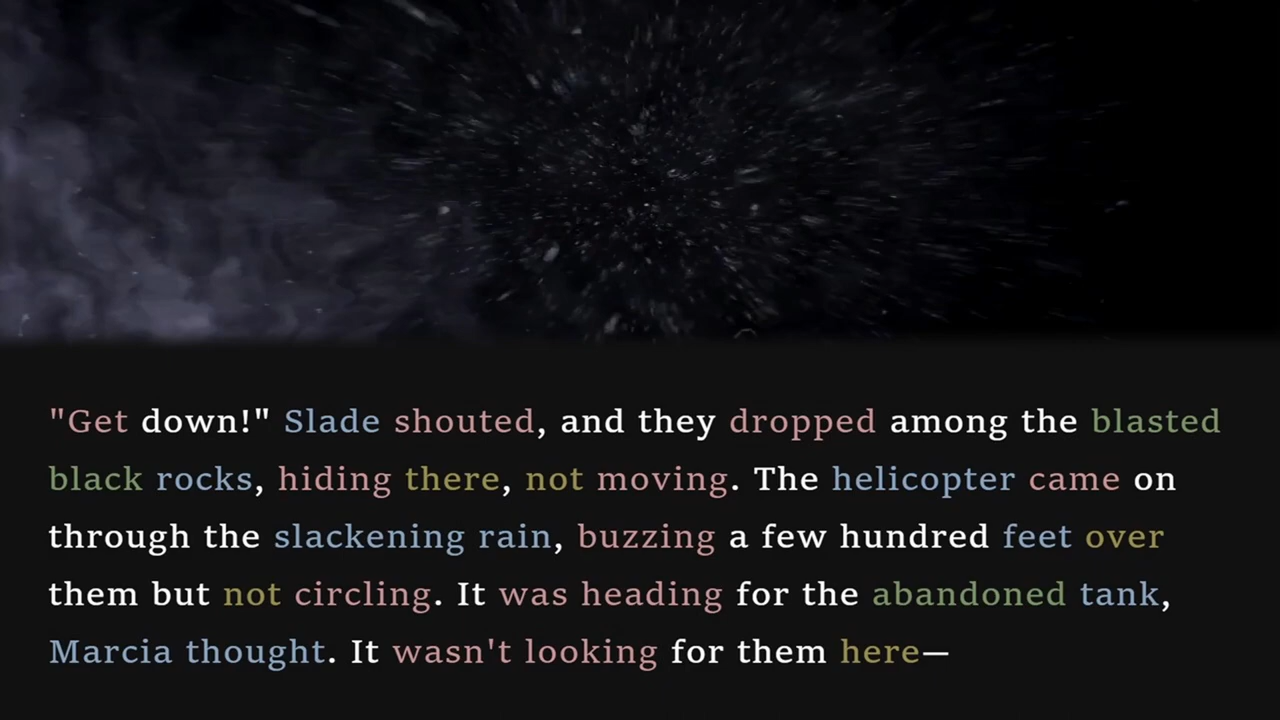 "Get down!" Slade shouted, and they dropped among the blasted
black rocks, hiding there, not moving. The helicopter came on
through the slackening rain, buzzing a few hundred feet over
them but not circling. It was heading for the abandoned tank,
Marcia thought. It wasn't looking for them here—